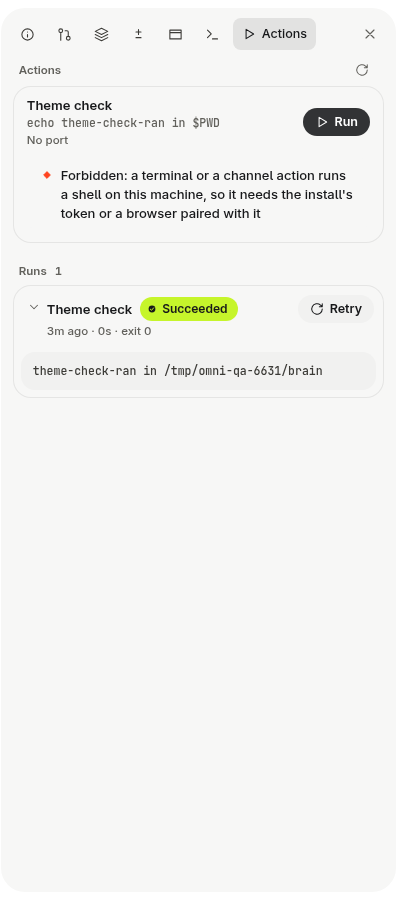 Actions
Actions
Theme check
echo theme-check-ran in $PWD
No port
Run
Forbidden: a terminal or a channel action runs
a shell on this machine, so it needs the install's
token or a browser paired with it
Runs 1
Theme check Succeeded
Retry
3m ago · 0s · exit 0
theme-check-ran in /tmp/omni-qa-6631/brain